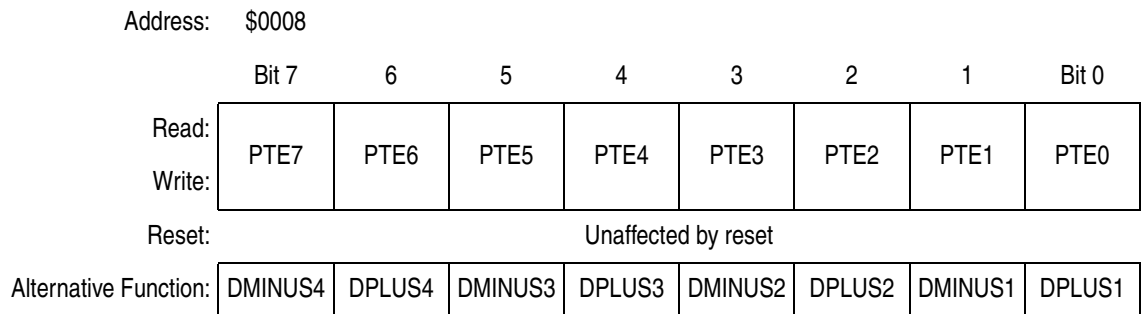 Address: $0008
Bit 7 6 5 4 3 2 1 Bit 0
Read:
PTE7 PTE6 PTE5 PTE4 PTE3 PTE2 PTE1 PTE0
Write:
Reset: Unaffected by reset
Alternative Function: DMINUS4 DPLUS4 DMINUS3 DPLUS3 DMINUS2 DPLUS2 DMINUS1 DPLUS1